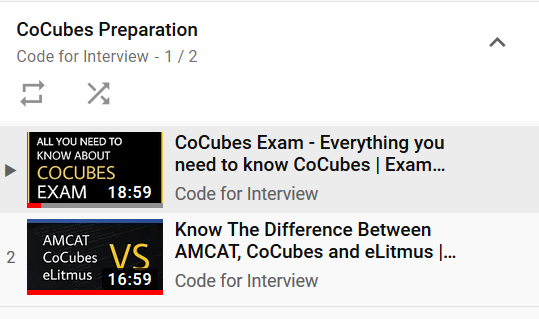 CoCubes Preparation
Code for Interview - 1 / 2
ALL YOU NEED TO
KNOW ABOUT
COCUBES
EXAM
18:59
CoCubes Exam - Everything you
need to know CoCubes | Exam...
Code for Interview
2
AMCAT
CoCubes
eLitmus
VS
16:59
Know The Difference Between
AMCAT, CoCubes and eLitmus |...
Code for Interview